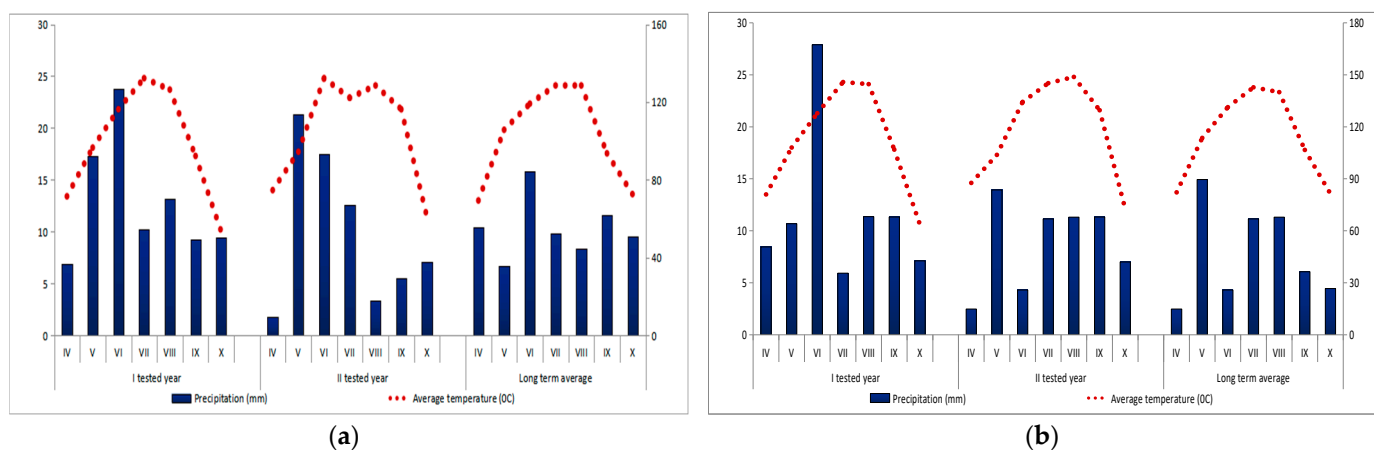 30 160
25
120
20
15 80
10
40
5
0 0
IV V VI VII VIII IX X IV V VI VII VIII IX X IV V VI VII VIII IX X
I tested year II tested year Long term average
Precipitation (mm) Average temperature (0C)
(a)
30 180
25 150
20 120
15 90
10 60
5 30
0 0
IV V VI VII VIII IX X IV V VI VII VIII IX X IV V VI VII VIII IX X
I tested year II tested year Long term average
Precipitation (mm) Average temperature (0C)
(b)